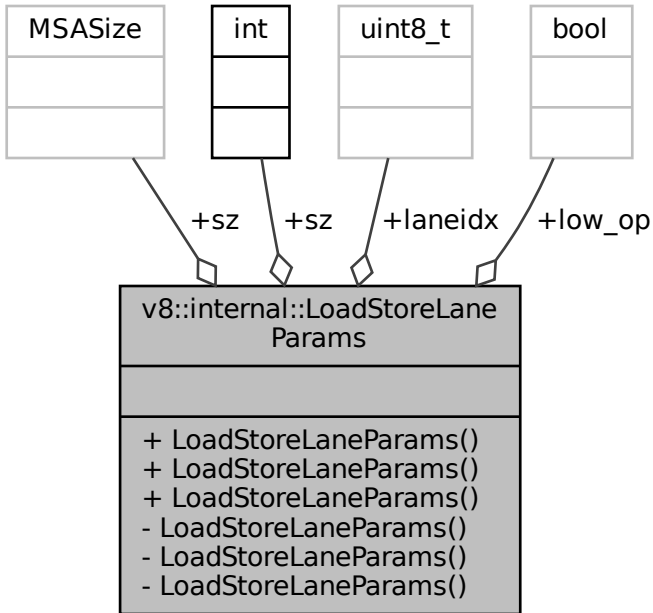 MSASize int uint8_t bool
+sz +sz +laneidx +low_op
v8::internal::LoadStoreLane
Params
+ LoadStoreLaneParams()
+ LoadStoreLaneParams()
+ LoadStoreLaneParams()
- LoadStoreLaneParams()
- LoadStoreLaneParams()
- LoadStoreLaneParams()